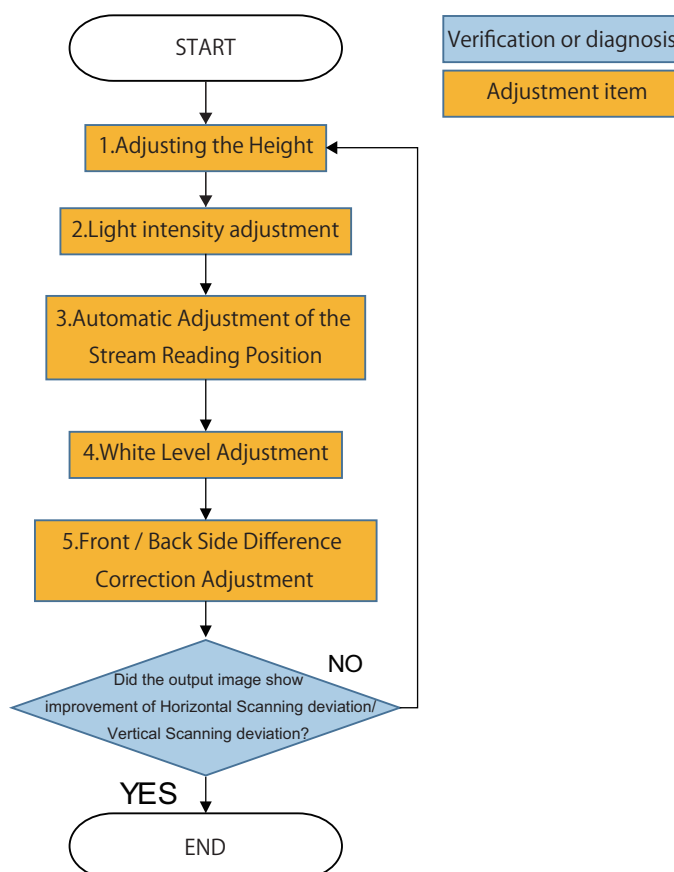 START
Verification or diagnosis
Adjustment item
1.Adjusting the Height
2.Light intensity adjustment
3.Automatic Adjustment of the
Stream Reading Position
4.White Level Adjustment
5.Front / Back Side Difference
Correction Adjustment
NO
Did the output image show
improvement of Horizontal Scanning deviation/
Vertical Scanning deviation?
YES
END